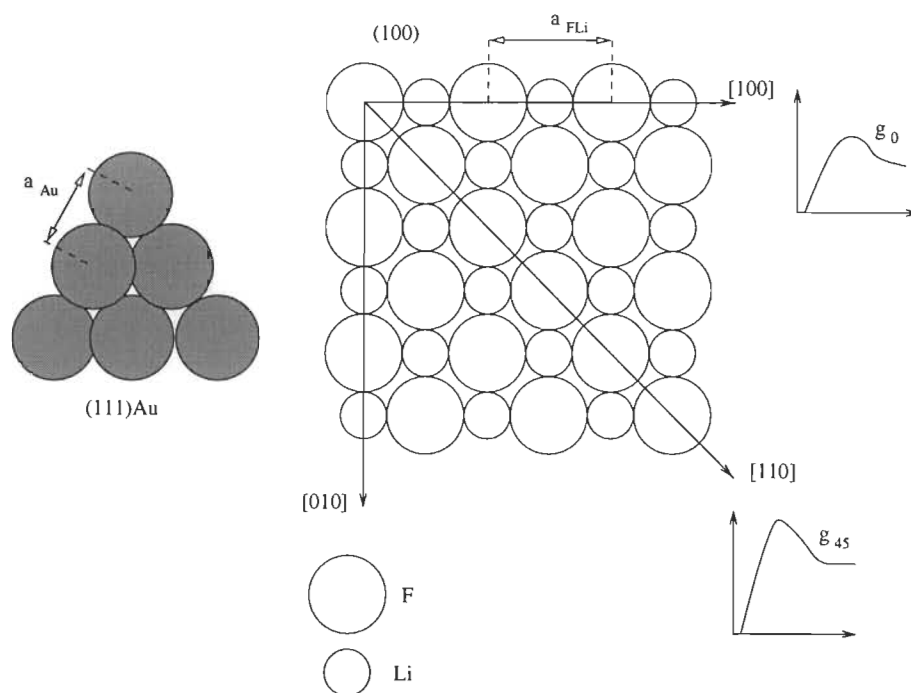 (100)
a FLi
[100]
g 0
a Au
(111)Au
[010]
[110]
g 45
F
Li